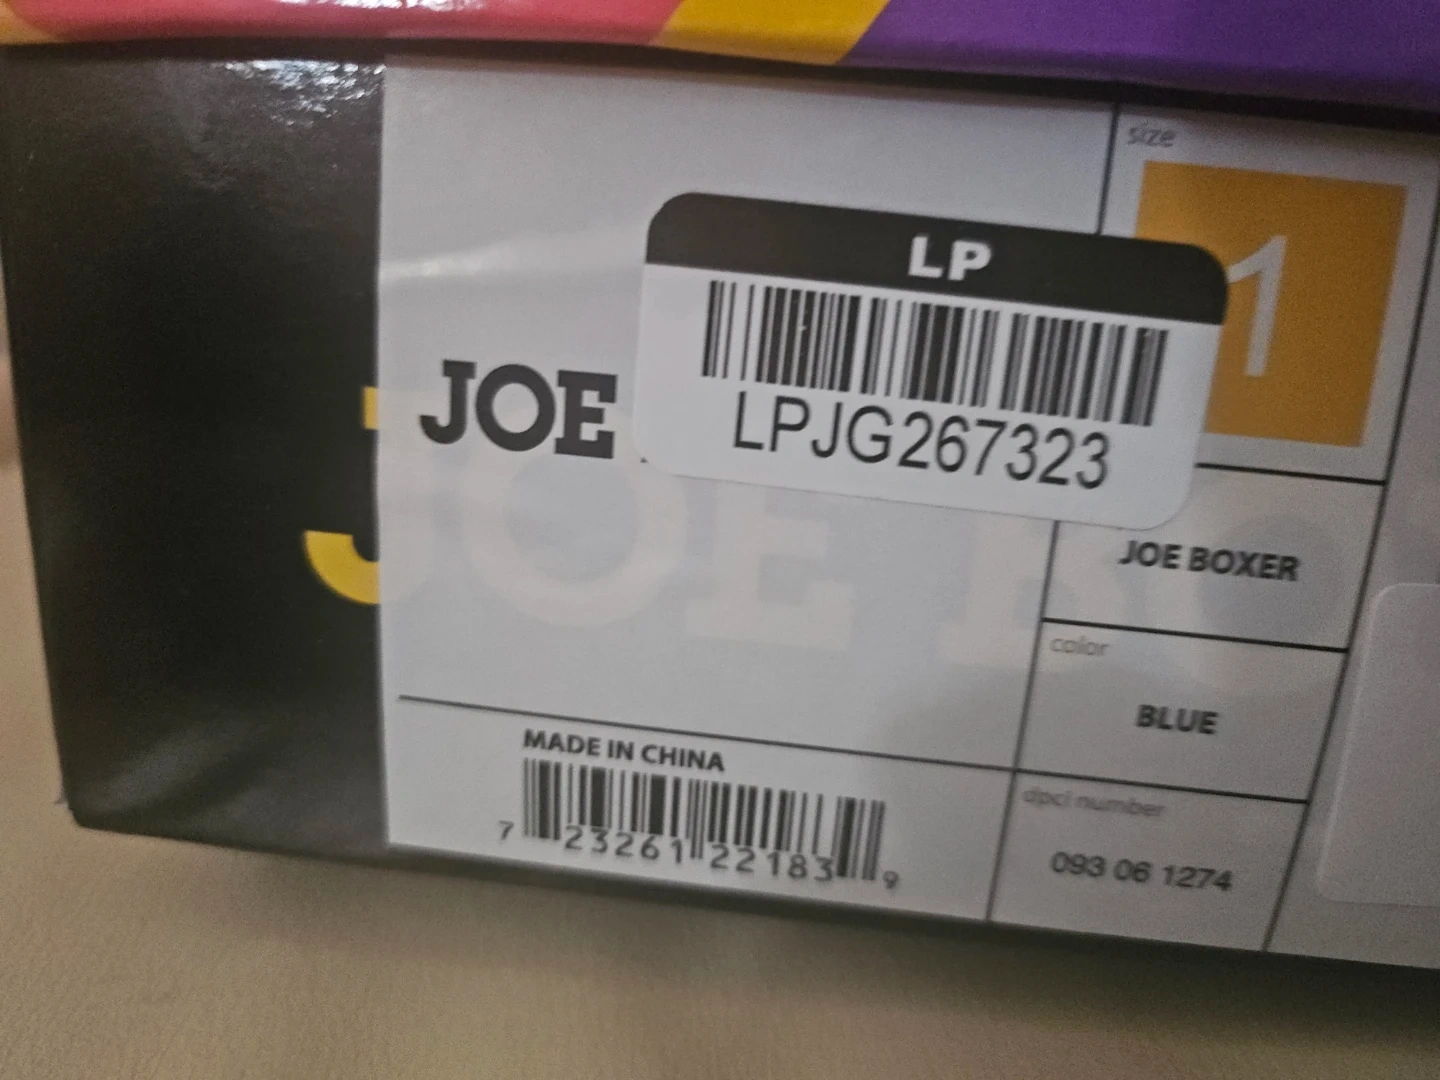 size
1
LP
LPJG267323
JOE
JOE BOXER
color
BLUE
MADE IN CHINA
7 23261 22183 9
dpci number
093 06 1274